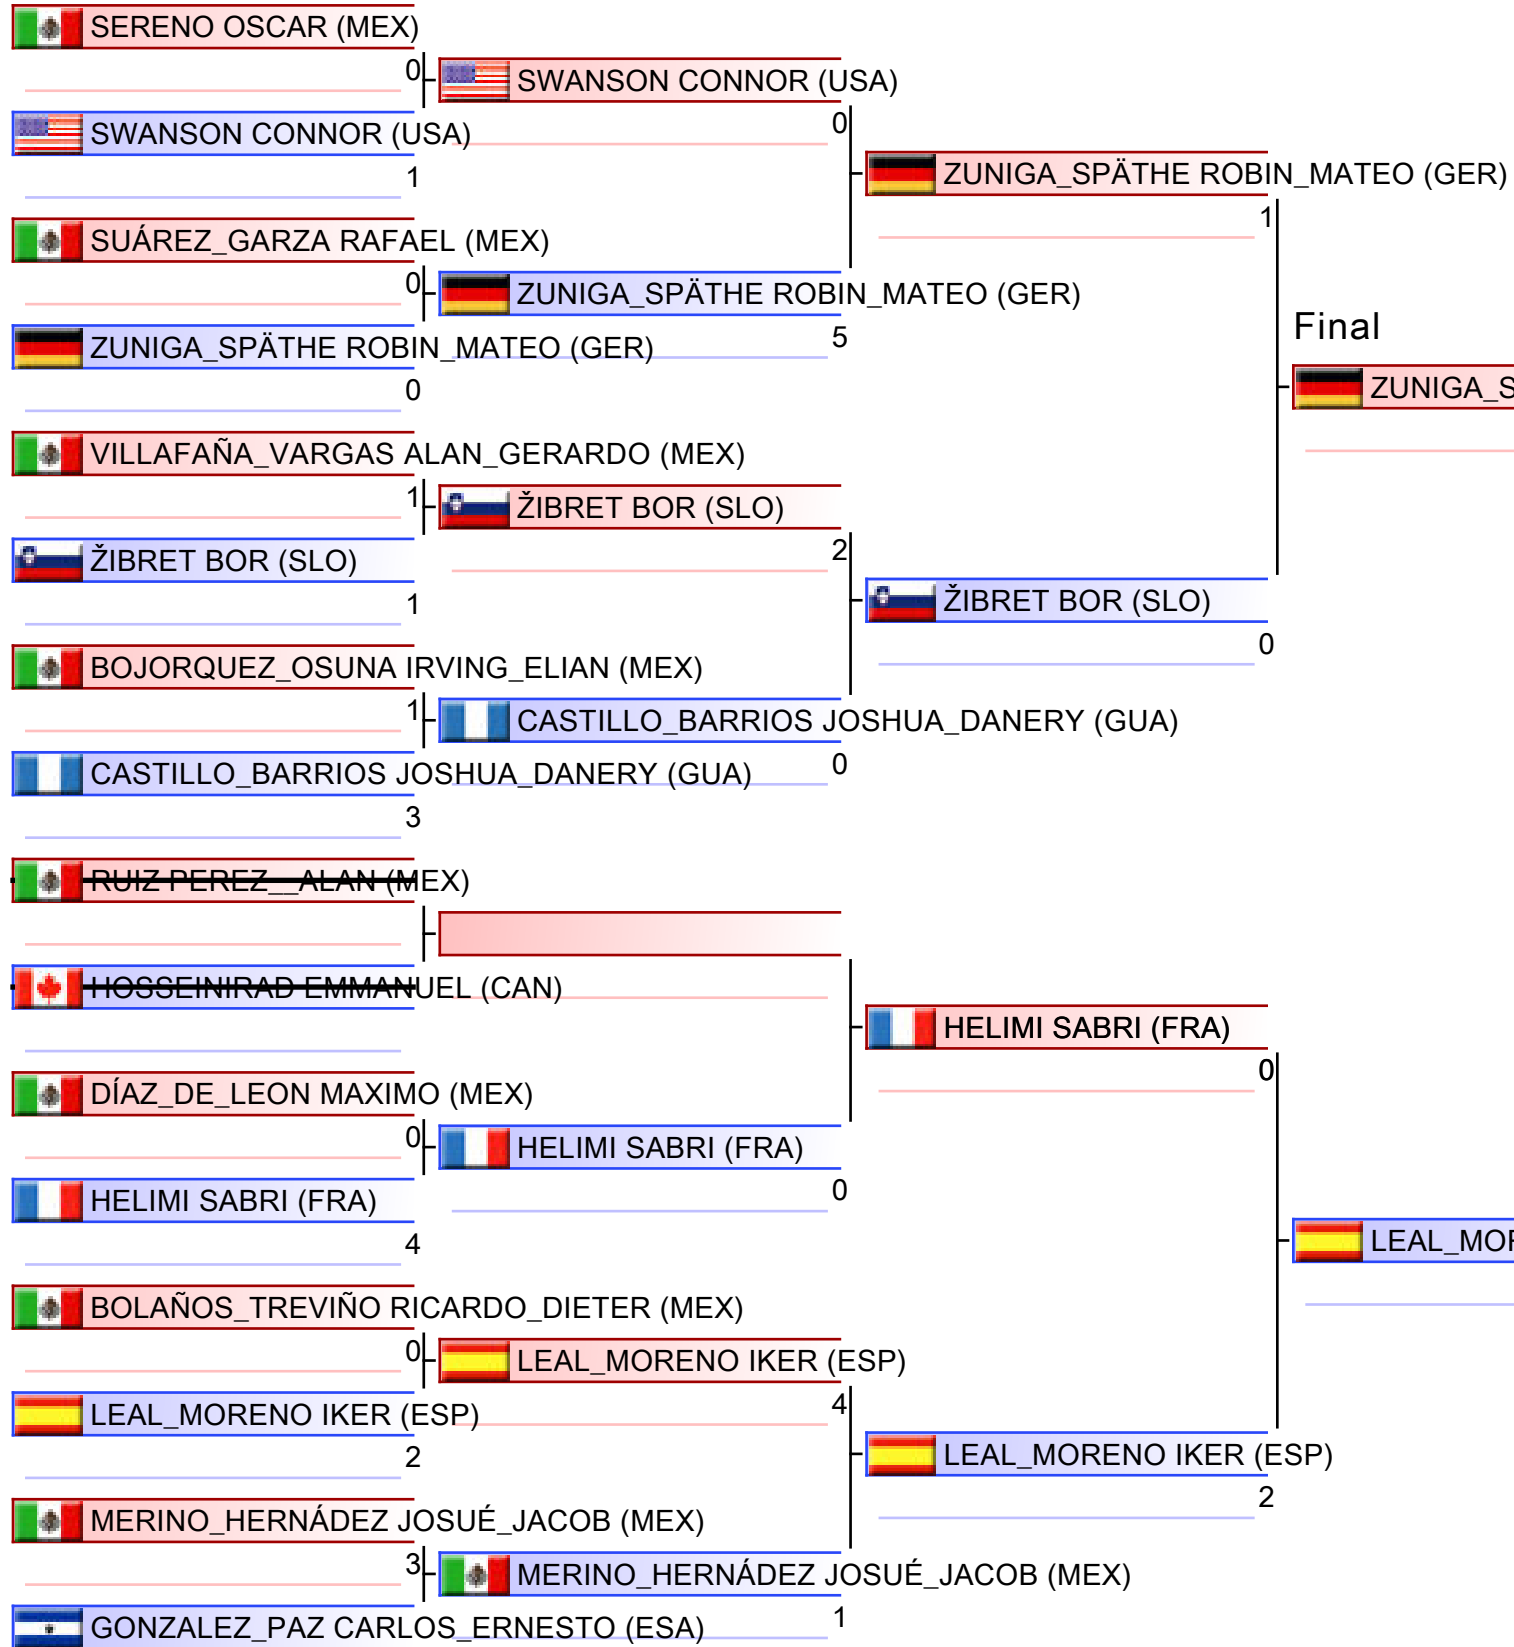 SERENO OSCAR (MEX)
0
SWANSON CONNOR (USA)
SWANSON CONNOR (USA)
0
1
ZUNIGA_SPÄTHE ROBIN_MATEO (GER)
1
SUÁREZ_GARZA RAFAEL (MEX)
0
ZUNIGA_SPÄTHE ROBIN_MATEO (GER)
5
ZUNIGA_SPÄTHE ROBIN_MATEO (GER)
0
Final
ZUNIGA_S
VILLAFAÑA_VARGAS ALAN_GERARDO (MEX)
1
ŽIBRET BOR (SLO)
2
ŽIBRET BOR (SLO)
1
ŽIBRET BOR (SLO)
0
BOJORQUEZ_OSUNA IRVING_ELIAN (MEX)
1
CASTILLO_BARRIOS JOSHUA_DANERY (GUA)
0
CASTILLO_BARRIOS JOSHUA_DANERY (GUA)
3
RUIZ PEREZ__ALAN (MEX)
HOSSEINIRAD EMMANUEL (CAN)
HELIMI SABRI (FRA)
0
DÍAZ_DE_LEON MAXIMO (MEX)
0
HELIMI SABRI (FRA)
0
HELIMI SABRI (FRA)
4
LEAL_MOR
BOLAÑOS_TREVIÑO RICARDO_DIETER (MEX)
0
LEAL_MORENO IKER (ESP)
4
LEAL_MORENO IKER (ESP)
2
LEAL_MORENO IKER (ESP)
2
MERINO_HERNÁDEZ JOSUÉ_JACOB (MEX)
3
MERINO_HERNÁDEZ JOSUÉ_JACOB (MEX)
1
GONZALEZ_PAZ CARLOS_ERNESTO (ESA)